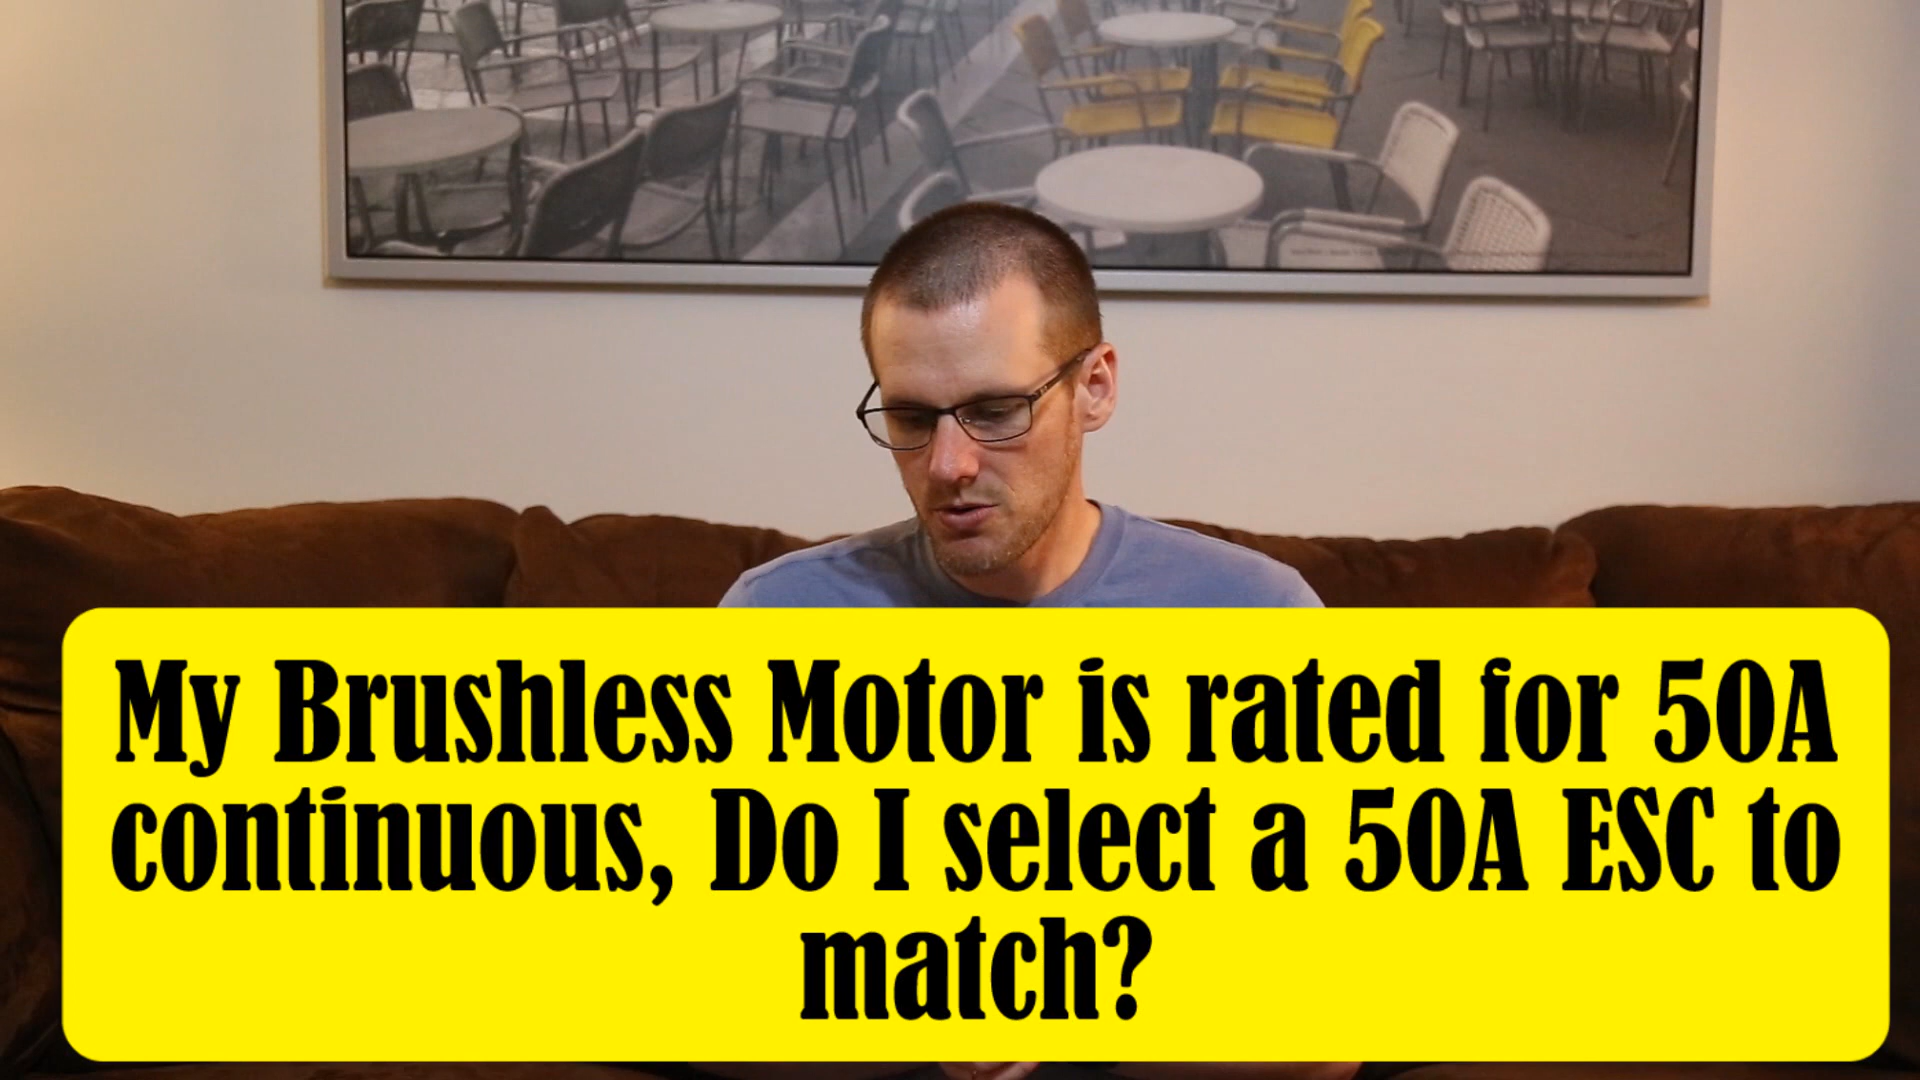 My Brushless Motor is rated for 50A
continuous, Do I select a 50A ESC to
match?